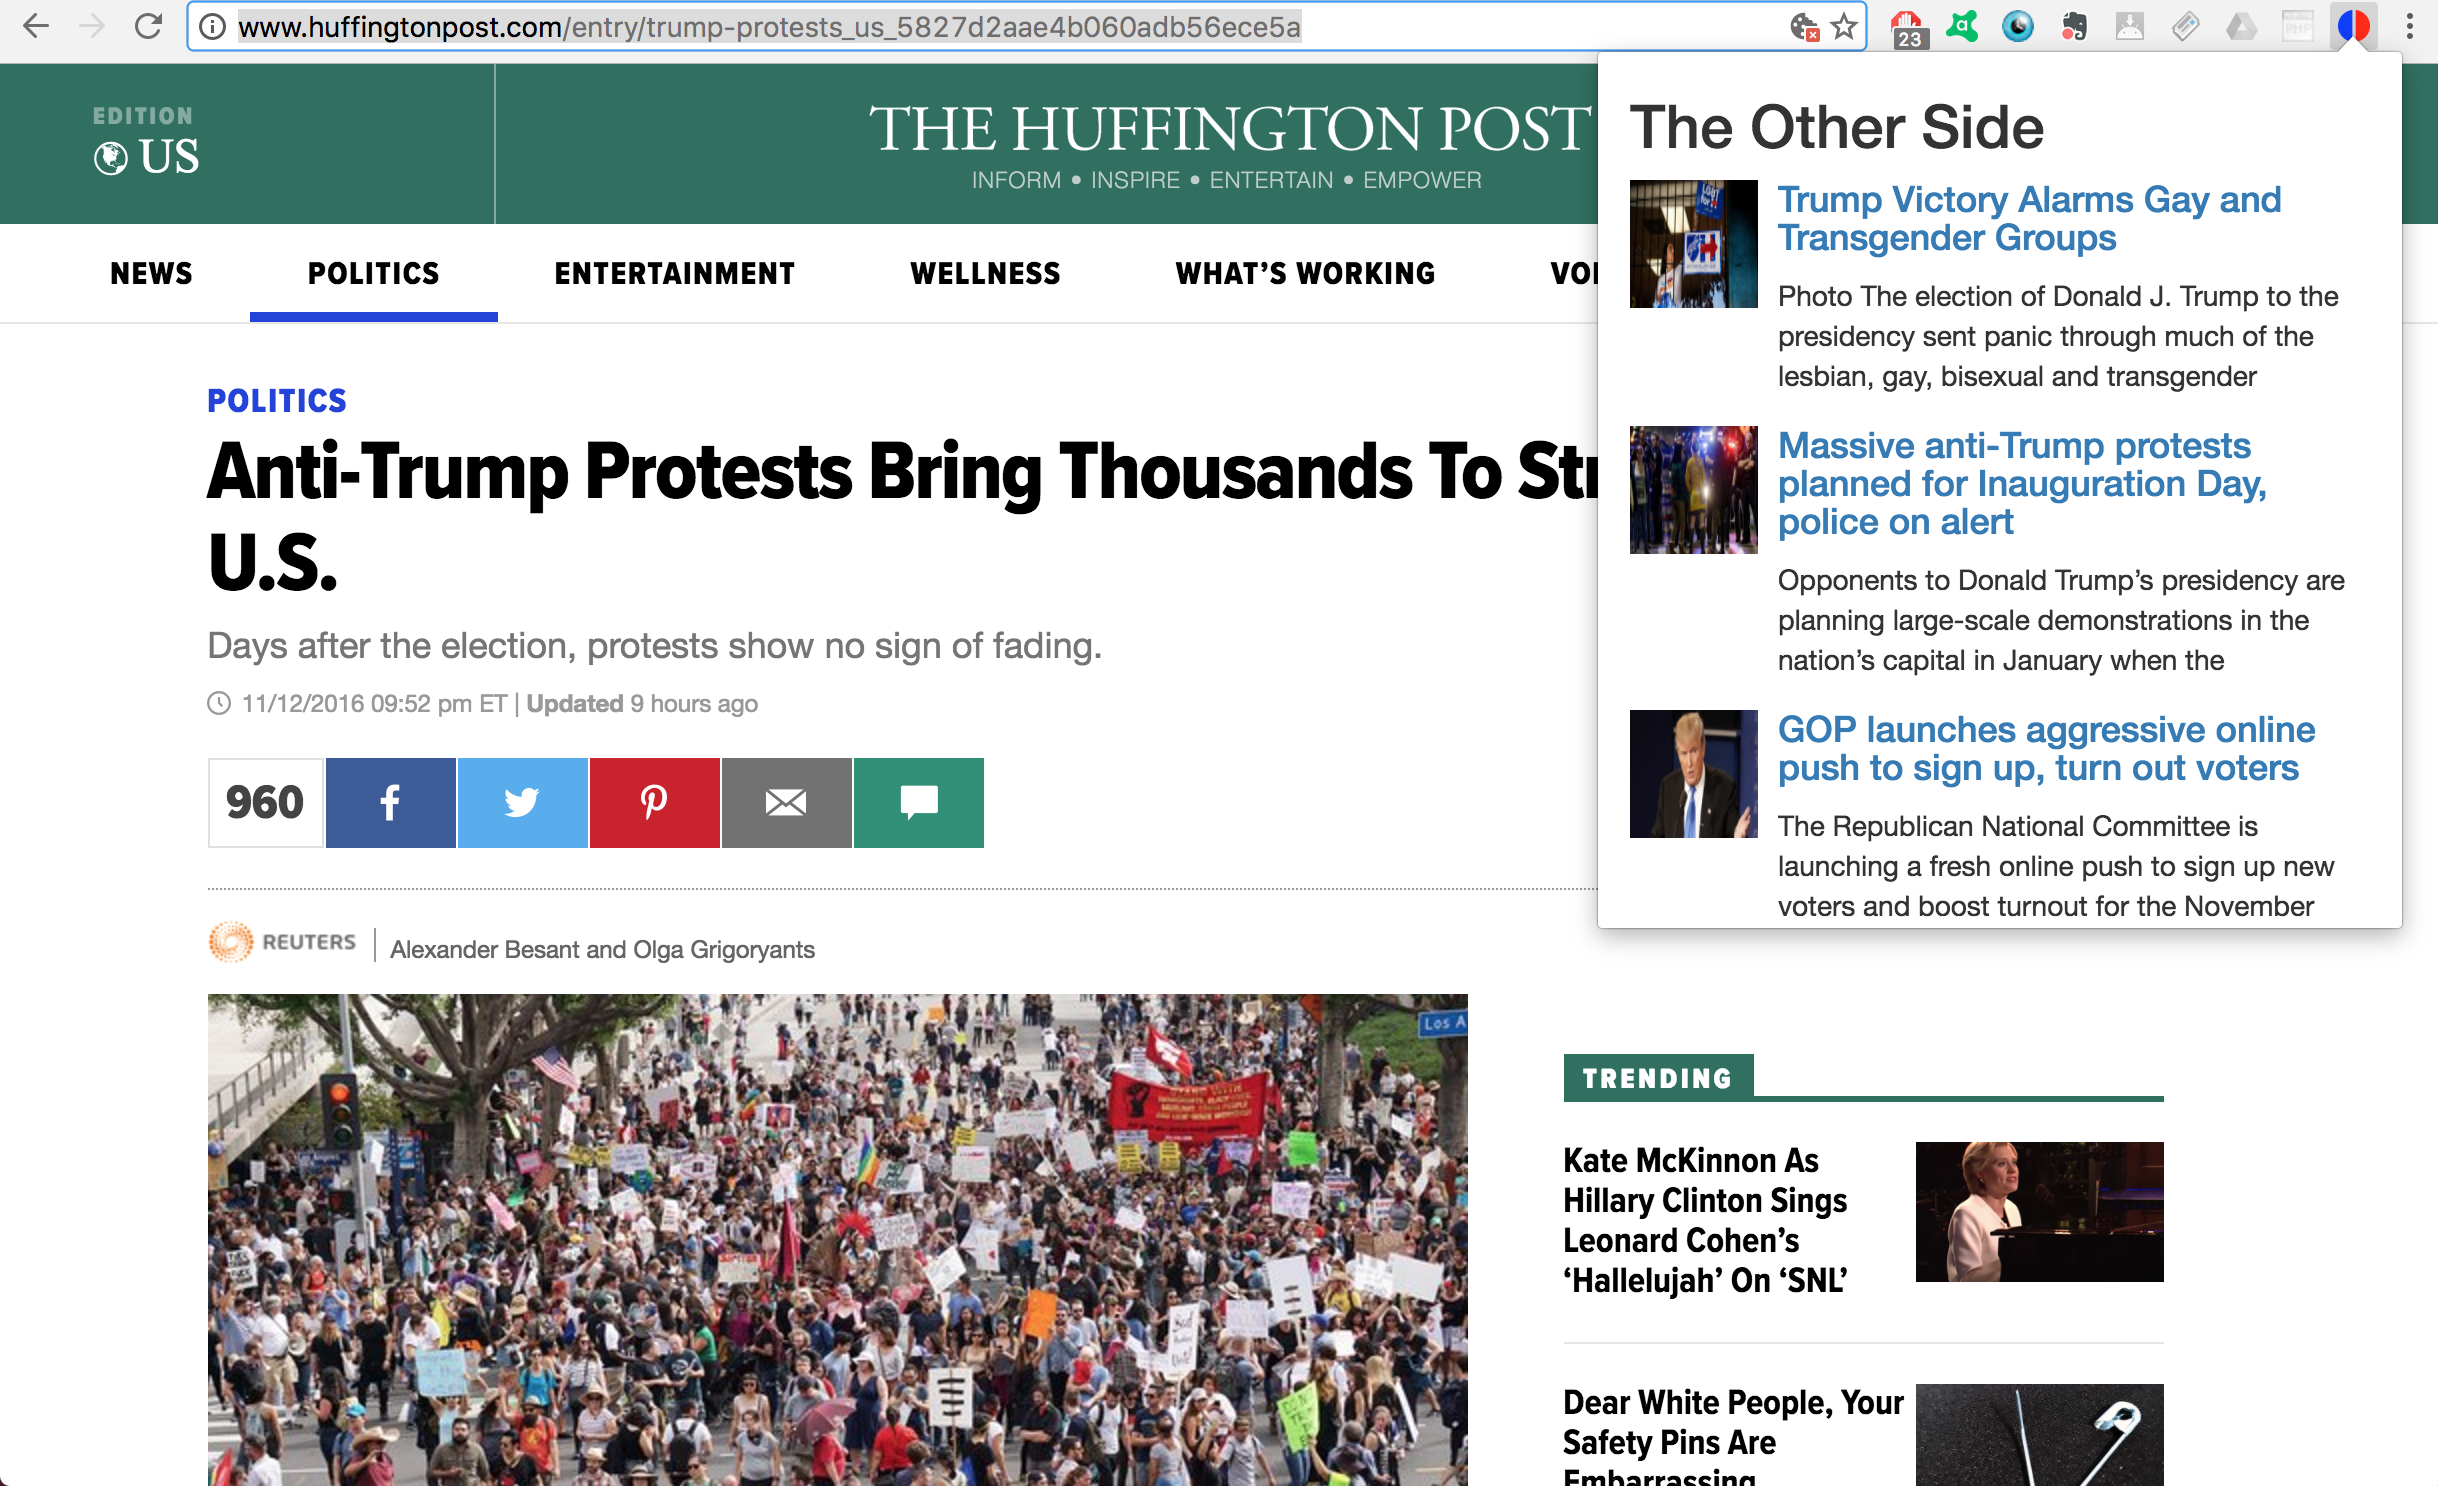 www.huffingtonpost.com/entry/trump-protests_us_5827d2aae4b060adb56ece5a
23
EDITION
US
THE HUFFINGTON POST
INFORM • INSPIRE • ENTERTAIN • EMPOWER
NEWS
POLITICS
ENTERTAINMENT
WELLNESS
WHAT'S WORKING
POLITICS
Anti-Trump Protests Bring Thousands To
U.S.
Days after the election, protests show no sign of fading.
11/12/2016 09:52 pm ET | Updated 9 hours ago
960
REUTERS
Alexander Besant and Olga Grigoryants
The Other Side
Trump Victory Alarms Gay and
Transgender Groups
Photo The election of Donald J. Trump to the
presidency sent panic through much of the
lesbian, gay, bisexual and transgender
Massive anti-Trump protests
planned for Inauguration Day,
police on alert
Opponents to Donald Trump’s presidency are
planning large-scale demonstrations in the
nation’s capital in January when the
GOP launches aggressive online
push to sign up, turn out voters
The Republican National Committee is
launching a fresh online push to sign up new
voters and boost turnout for the November
Los A
TRENDING
Kate McKinnon As
Hillary Clinton Sings
Leonard Cohen’s
‘Hallelujah’ On ‘SNL’
Dear White People, Your
Safety Pins Are
Embarrassing